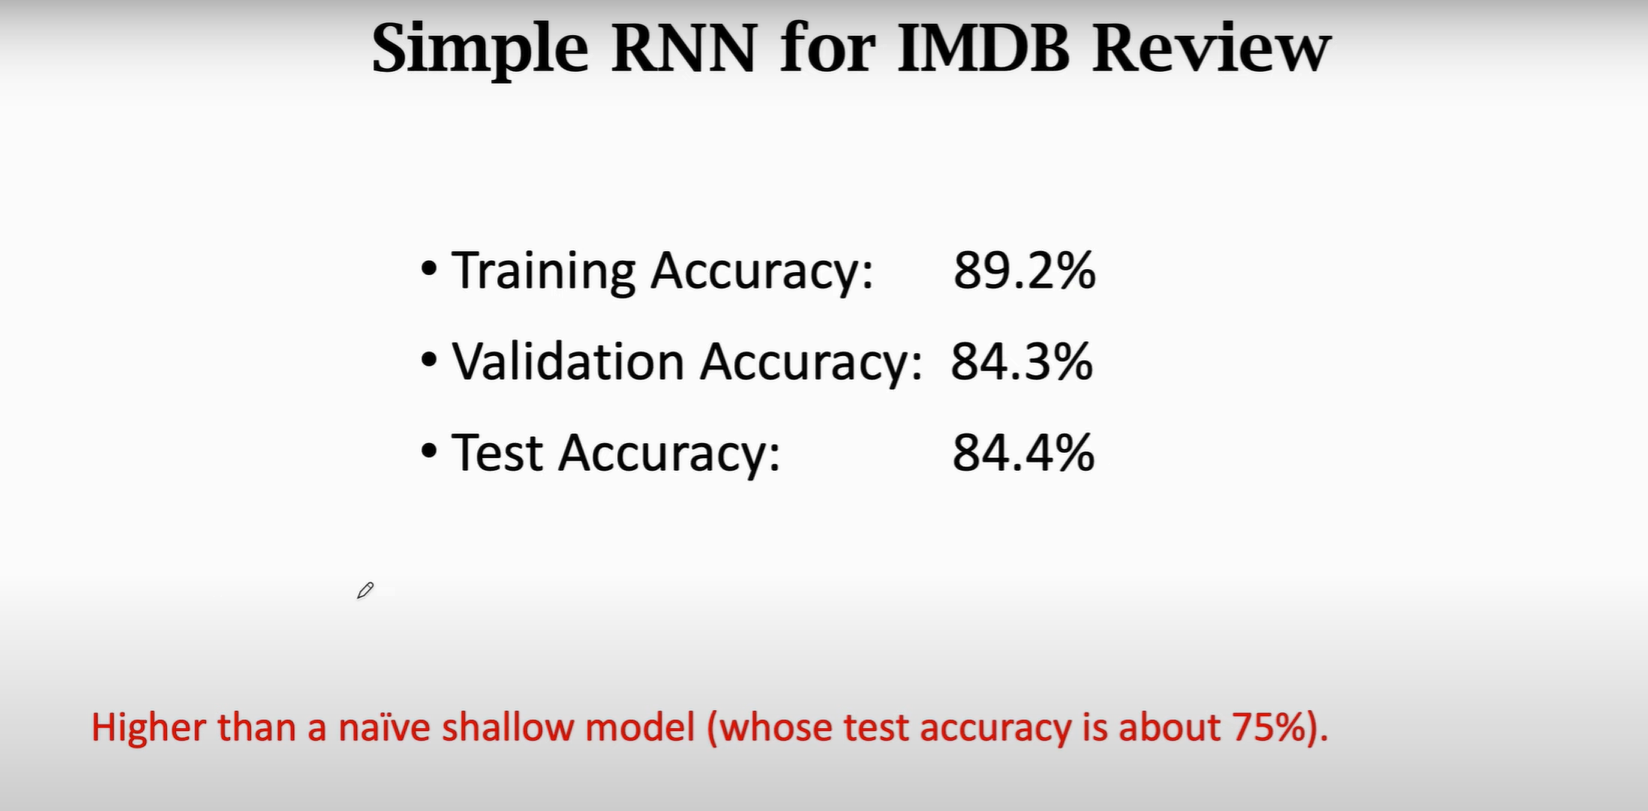 Simple RNN for IMDB Review
• Training Accuracy: 89.2%
• Validation Accuracy: 84.3%
• Test Accuracy: 84.4%
Higher than a naïve shallow model (whose test accuracy is about 75%).